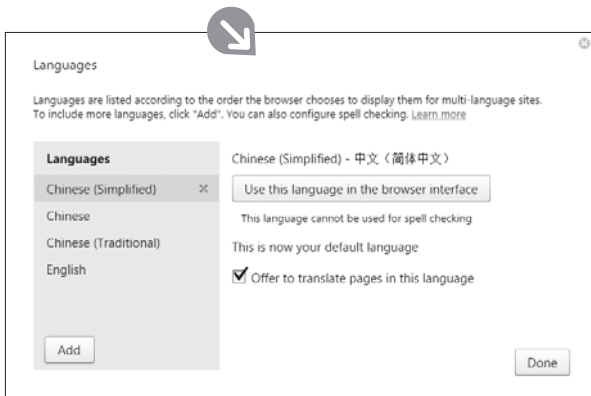 Languages
Languages are listed according to the order the browser chooses to display them for multi-language sites.
To include more languages, click "Add". You can also configure spell checking. Learn more
Languages
Chinese (Simplified)
Chinese
Chinese (Traditional)
English
Add
Chinese (Simplified) - 中文（简体中文）
Use this language in the browser interface
This language cannot be used for spell checking
This is now your default language
Offer to translate pages in this language
Done